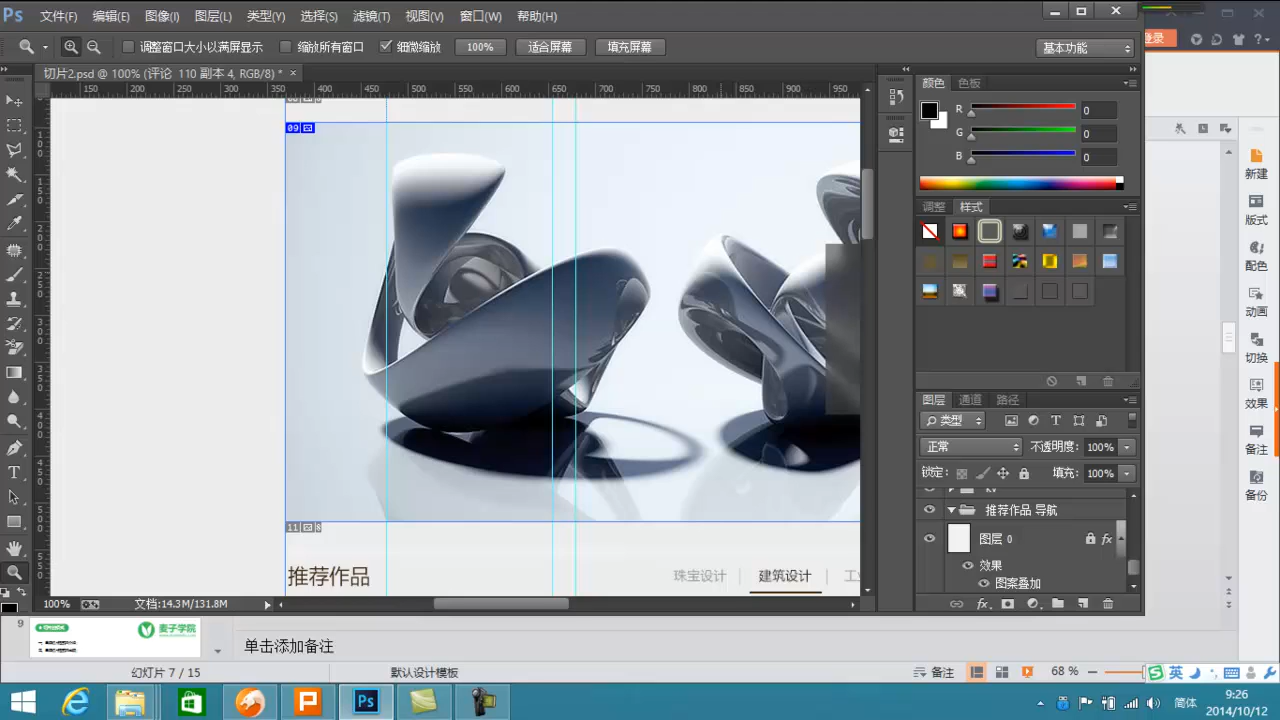 Ps 文件(F) 编辑(E) 图像(I) 图层(L) 类型(Y) 选择(S) 滤镜(T) 视图(V) 窗口(W) 帮助(H)
调整窗口大小以满屏显示 缩放所有窗口 细微缩放 100% 适合屏幕 填充屏幕 基本功能
登录
切片2.psd @ 100% (评论 110 副本 4, RGB/8) * ×
150 200 250 300 350 400 450 500 550 600 650 700 750 800 850 900 950
颜色 色板
R 0
G 0
B 0
09
调整 样式
新建
版式
配色
动画
切换
效果
备注
备份
图层 通道 路径
类型
正常 不透明度: 100%
锁定: 填充: 100%
kv
推荐作品 导航
图层 0 fx
效果
图案叠加
11
推荐作品 珠宝设计 建筑设计
100% 文档:14.3M/131.8M
9 麦子学院
单击添加备注
幻灯片 7 / 15 默认设计模板 备注 68 %
英
Ps 简体 9:26
2014/10/12